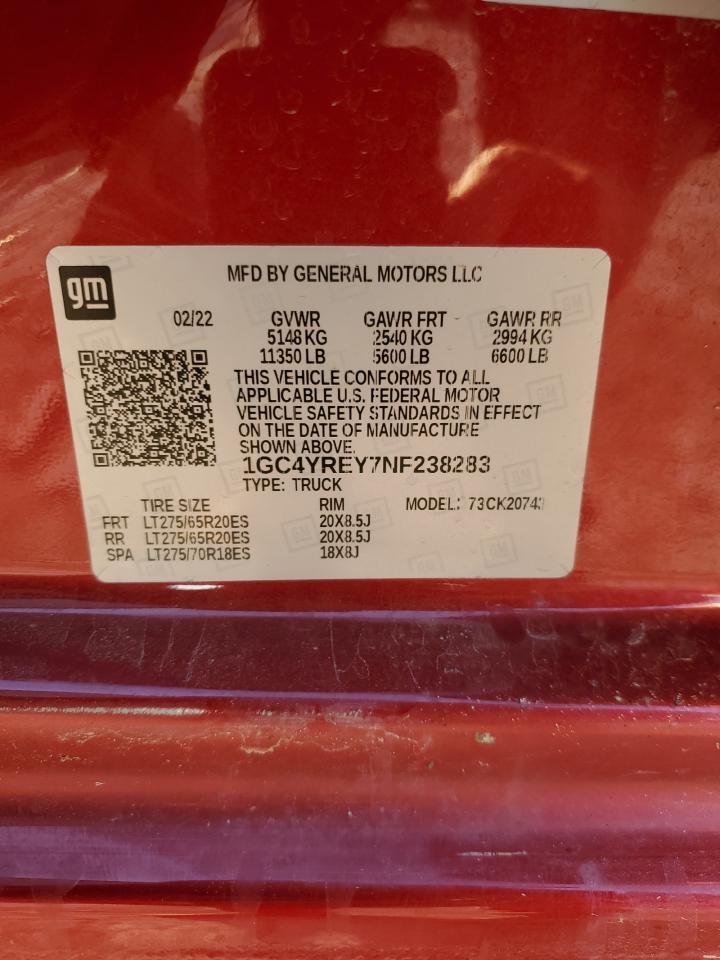 gm
MFD BY GENERAL MOTORS LLC
02/22 GVWR GAWR FRT GAWR RR
5148 KG 2540 KG 2994 KG
11350 LB 5600 LB 6600 LB
THIS VEHICLE CONFORMS TO ALL
APPLICABLE U.S. FEDERAL MOTOR
VEHICLE SAFETY STANDARDS IN EFFECT
ON THE DATE OF MANUFACTURE
SHOWN ABOVE.
1GC4YREY7NF238283
TYPE: TRUCK
TIRE SIZE RIM MODEL: 73CK20743
FRT LT275/65R20ES 20X8.5J
RR LT275/65R20ES 20X8.5J
SPA LT275/70R18ES 18X8J